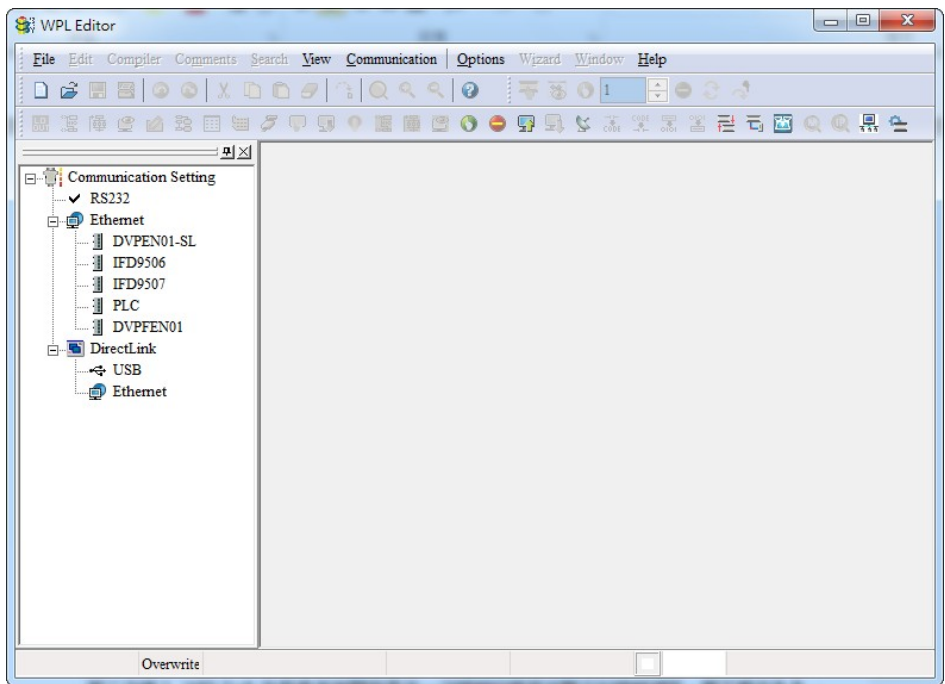 WPL Editor
File Edit Compiler Comments Search View Communication Options Wizard Window Help
1
Communication Setting
RS232
Ethernet
DVPEN01-SL
IFD9506
IFD9507
PLC
DVPFEN01
DirectLink
USB
Ethernet
Overwrite